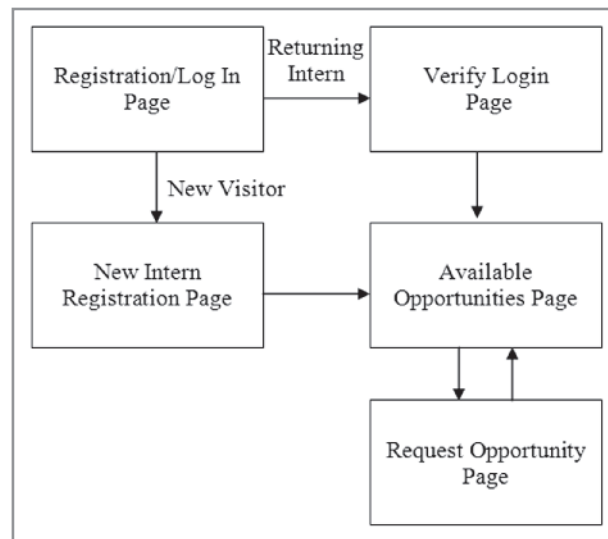 Registration/Log In
Page
Returning
Intern
Verify Login
Page
New Visitor
New Intern
Registration Page
Available
Opportunities Page
Request Opportunity
Page